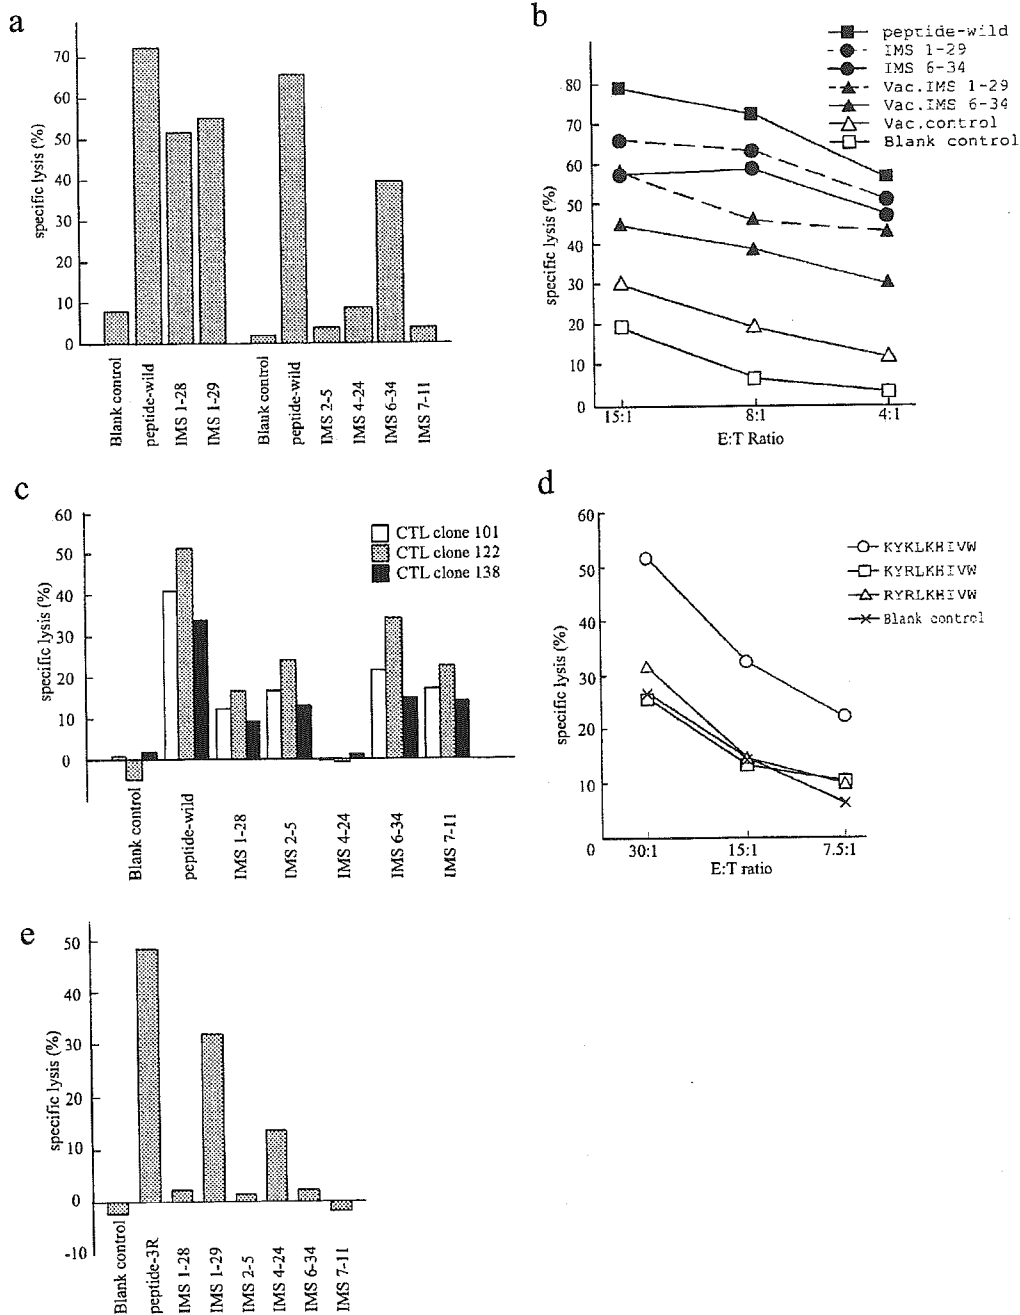 a
specific lysis (%)
70
60
50
40
30
20
10
0
Blank control
peptide-wild
IMS 1-28
IMS 1-29
Blank control
peptide-wild
IMS 2-5
IMS 4-24
IMS 6-34
IMS 7-11
b
peptide-wild
IMS 1-29
IMS 6-34
Vac.IMS 1-29
Vac.IMS 6-34
Vac.control
Blank control
specific lysis (%)
80
70
60
50
40
30
20
10
0
15:1 8:1 4:1
E:T Ratio
c
specific lysis (%)
60
50
40
30
20
10
0
CTL clone 101
CTL clone 122
CTL clone 138
Blank control
peptide-wild
IMS 1-28
IMS 2-5
IMS 4-24
IMS 6-34
IMS 7-11
d
specific lysis (%)
60
50
40
30
20
10
0
KYKLKHIVW
KYRLKHIVW
RYRLKHIVW
Blank control
30:1 15:1 7.5:1
E:T ratio
e
specific lysis (%)
50
40
30
20
10
0
-10
Blank control
peptide-3R
IMS 1-28
IMS 1-29
IMS 2-5
IMS 4-24
IMS 6-34
IMS 7-11